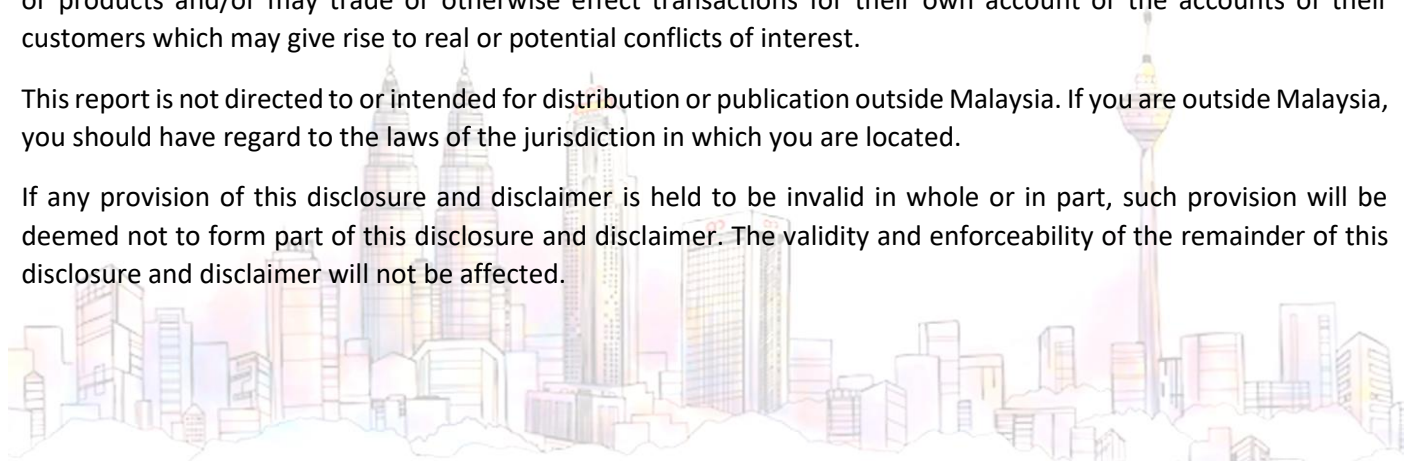 products and/or may trade or otherwise effect transactions for their own account or the accounts of their
customers which may give rise to real or potential conflicts of interest.
This report is not directed to or intended for distribution or publication outside Malaysia. If you are outside Malaysia,
you should have regard to the laws of the jurisdiction in which you are located.
If any provision of this disclosure and disclaimer is held to be invalid in whole or in part, such provision will be
deemed not to form part of this disclosure and disclaimer. The validity and enforceability of the remainder of this
disclosure and disclaimer will not be affected.